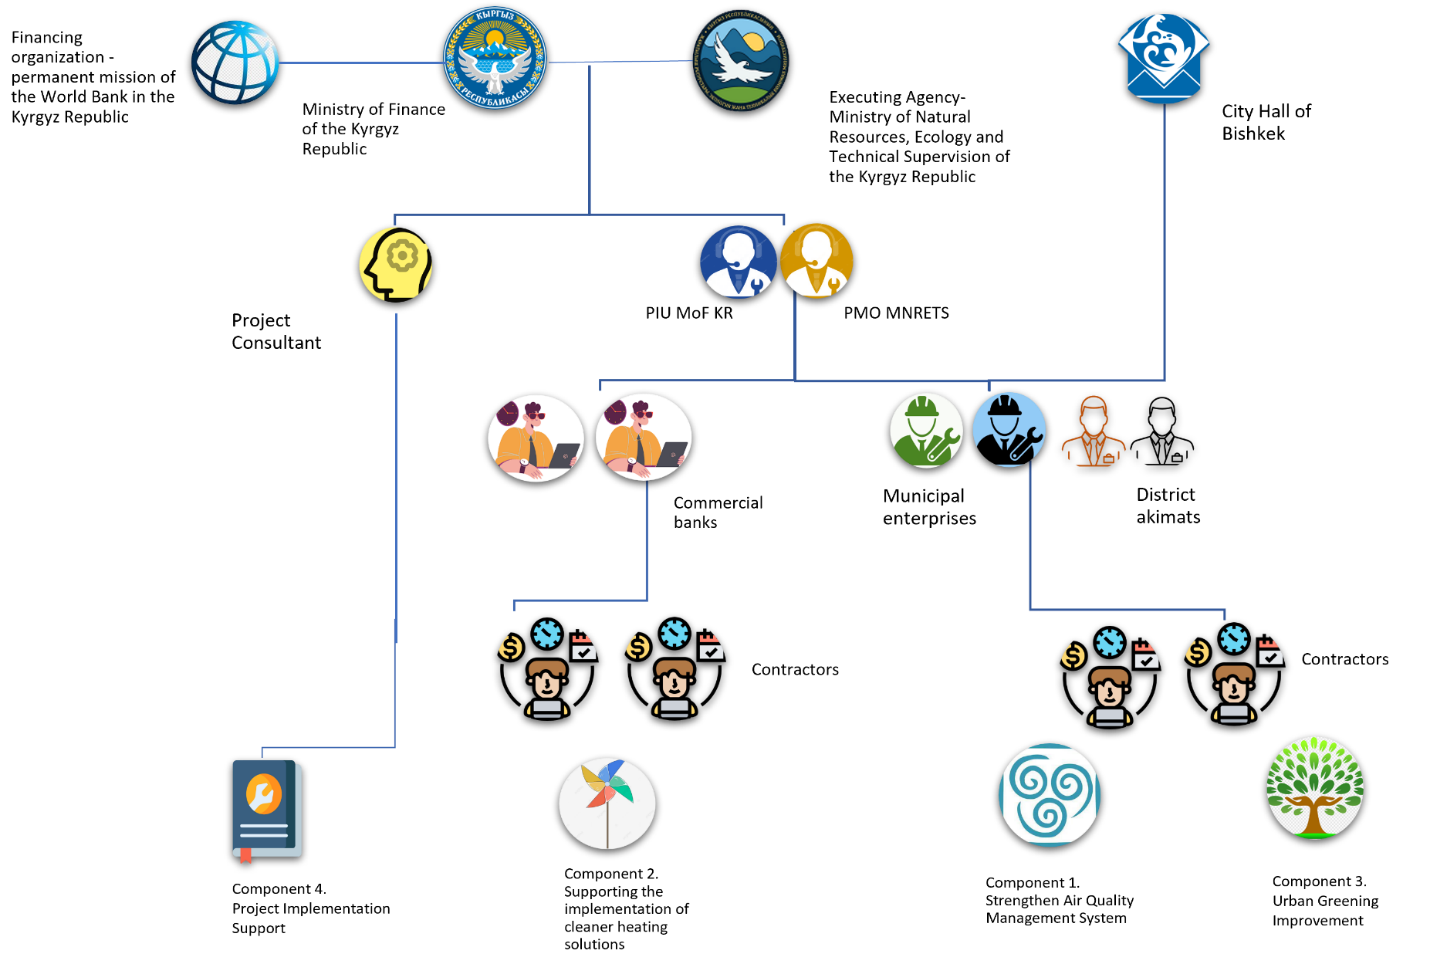 Financing
organization -
permanent mission of
the World Bank in the
Kyrgyz Republic
КЫРГЫЗ
РЕСПУБЛИКАСЫ
Ministry of Finance
of the Kyrgyz
Republic
Executing Agency-
Ministry of Natural
Resources, Ecology and
Technical Supervision of
the Kyrgyz Republic
City Hall of
Bishkek
Project
Consultant
PIU MoF KR
PMO MNRETS
Commercial
banks
Municipal
enterprises
District
akimats
Contractors
Contractors
Component 4.
Project Implementation
Support
Component 2.
Supporting the
implementation of
cleaner heating
solutions
Component 1.
Strengthen Air Quality
Management System
Component 3.
Urban Greening
Improvement